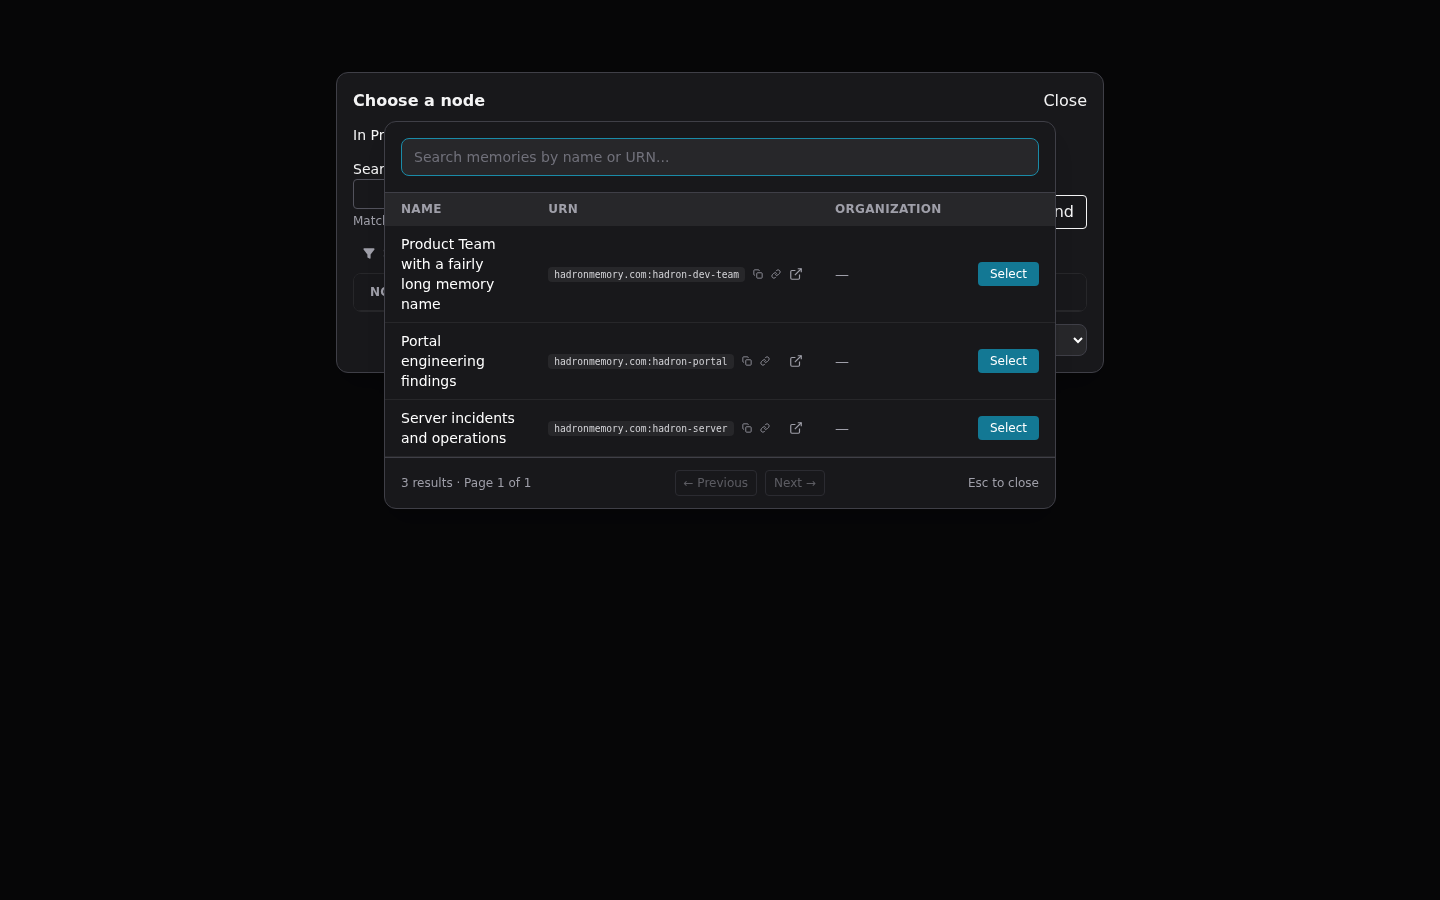 Choose a node
Close
In Pr
Sear
Search memories by name or URN...
Matc
nd
NAME URN ORGANIZATION
Product Team
with a fairly
long memory
name
hadronmemory.com:hadron-dev-team
—
Select
NO
Portal
engineering
findings
hadronmemory.com:hadron-portal
—
Select
Server incidents
and operations
hadronmemory.com:hadron-server
—
Select
3 results · Page 1 of 1
← Previous
Next →
Esc to close